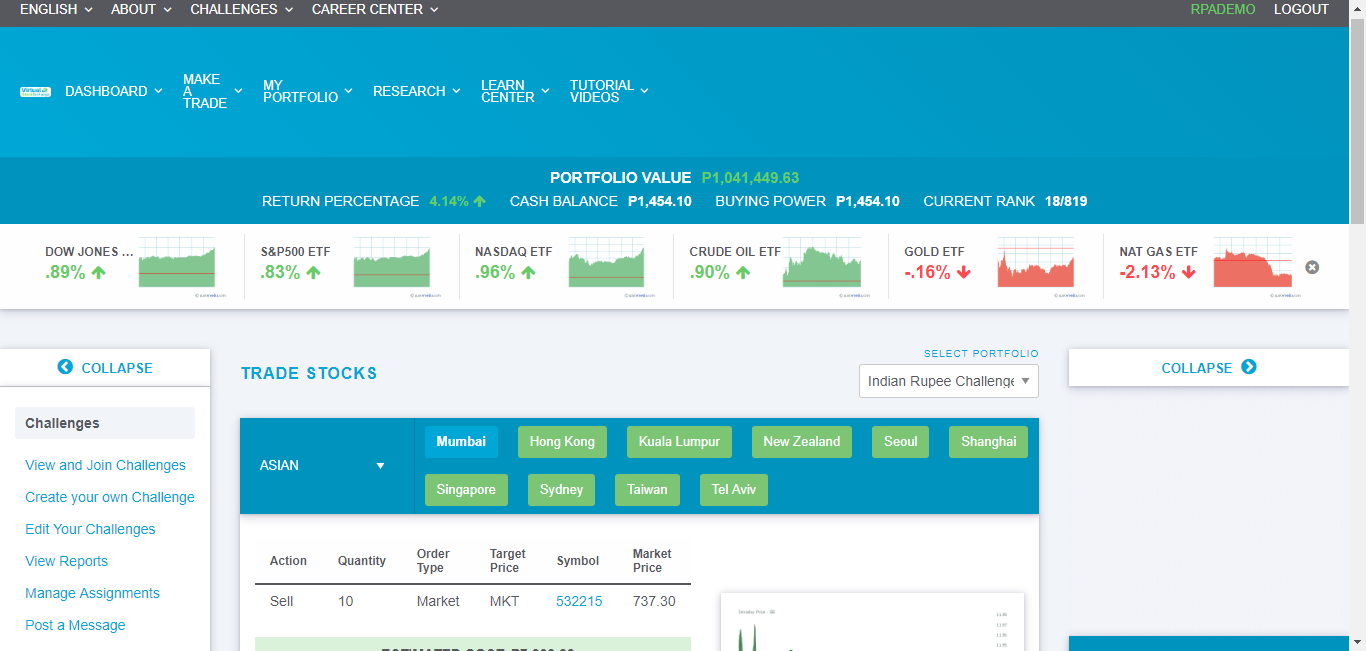 ENGLISH ABOUT CHALLENGES CAREER CENTER RPADEMO LOGOUT
DASHBOARD
MAKE
A
TRADE
MY
PORTFOLIO
RESEARCH
LEARN
CENTER
TUTORIAL
VIDEOS
PORTFOLIO VALUE P1,041,449.63
RETURN PERCENTAGE 4.14% CASH BALANCE P1,454.10 BUYING POWER P1,454.10 CURRENT RANK 18/819
DOW JONES ... S&P500 ETF NASDAQ ETF CRUDE OIL ETF GOLD ETF NAT GAS ETF
.89% .83% .96% .90% -.16% -2.13%
COLLAPSE
Challenges
View and Join Challenges
Create your own Challenge
Edit Your Challenges
View Reports
Manage Assignments
Post a Message
TRADE STOCKS
SELECT PORTFOLIO
Indian Rupee Challenge
ASIAN
Mumbai Hong Kong Kuala Lumpur New Zealand Seoul Shanghai
Singapore Sydney Taiwan Tel Aviv
Action Quantity Order Type Target Price Symbol Market Price
Sell 10 Market MKT 532215 737.30
COLLAPSE